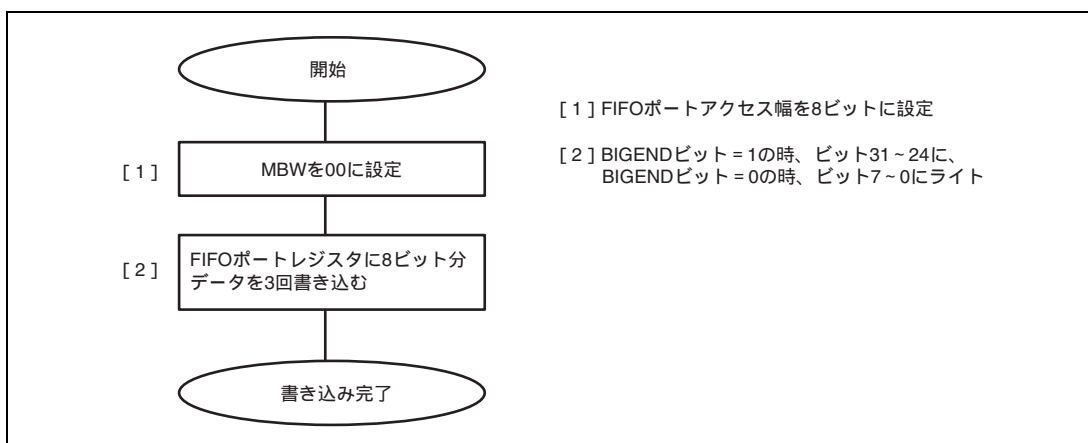 開始
[ 1 ] FIFOポートアクセス幅を8ビットに設定
[ 2 ] BIGENDビット = 1の時、ビット31 ~ 24に、
BIGENDビット = 0の時、ビット7 ~ 0にライト
[ 1 ]
MBWを00に設定
[ 2 ]
FIFOポートレジスタに8ビット分
データを3回書き込む
書き込み完了